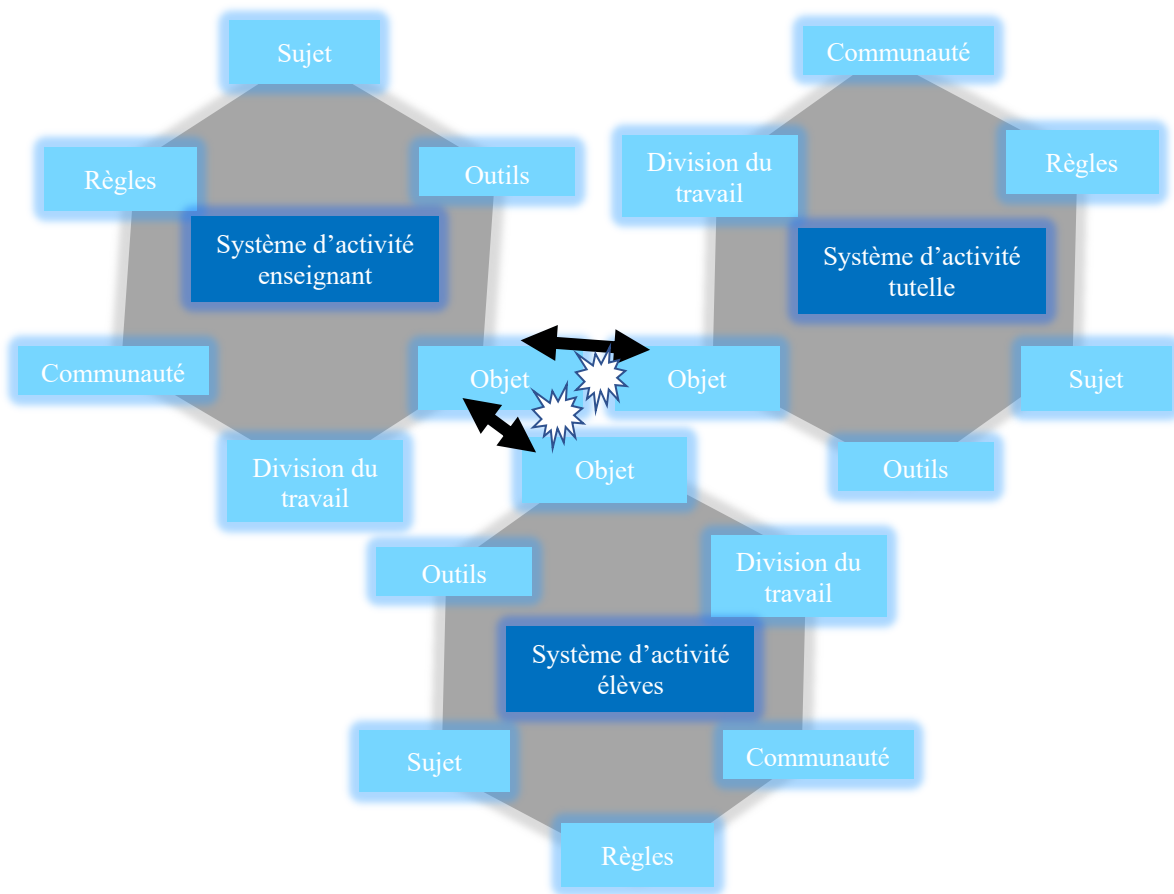 Sujet
Règles
Outils
Système d’activité
enseignant
Communauté
Objet
Division du
travail
Communauté
Division du
travail
Règles
Système d’activité
tutelle
Objet
Sujet
Outils
Objet
Outils
Division du
travail
Système d’activité
élèves
Sujet
Communauté
Règles